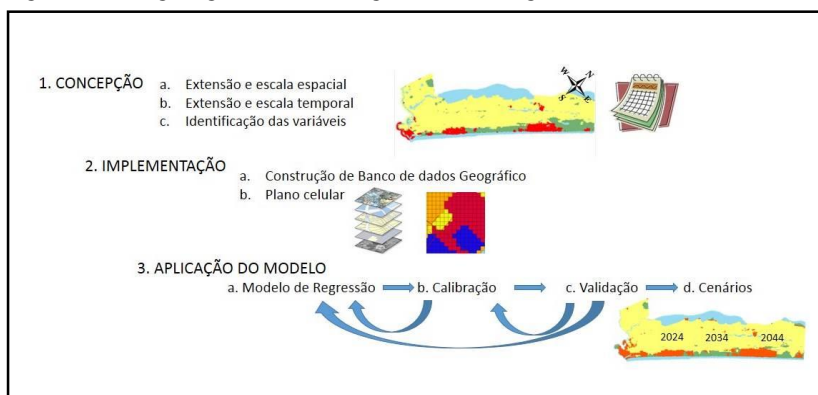 1. CONCEPÇÃO
a. Extensão e escala espacial
b. Extensão e escala temporal
c. Identificação das variáveis
W N
S E
2. IMPLEMENTAÇÃO
a. Construção de Banco de dados Geográfico
b. Plano celular
3. APLICAÇÃO DO MODELO
a. Modelo de Regressão b. Calibração c. Validação d. Cenários
2024 2034 2044